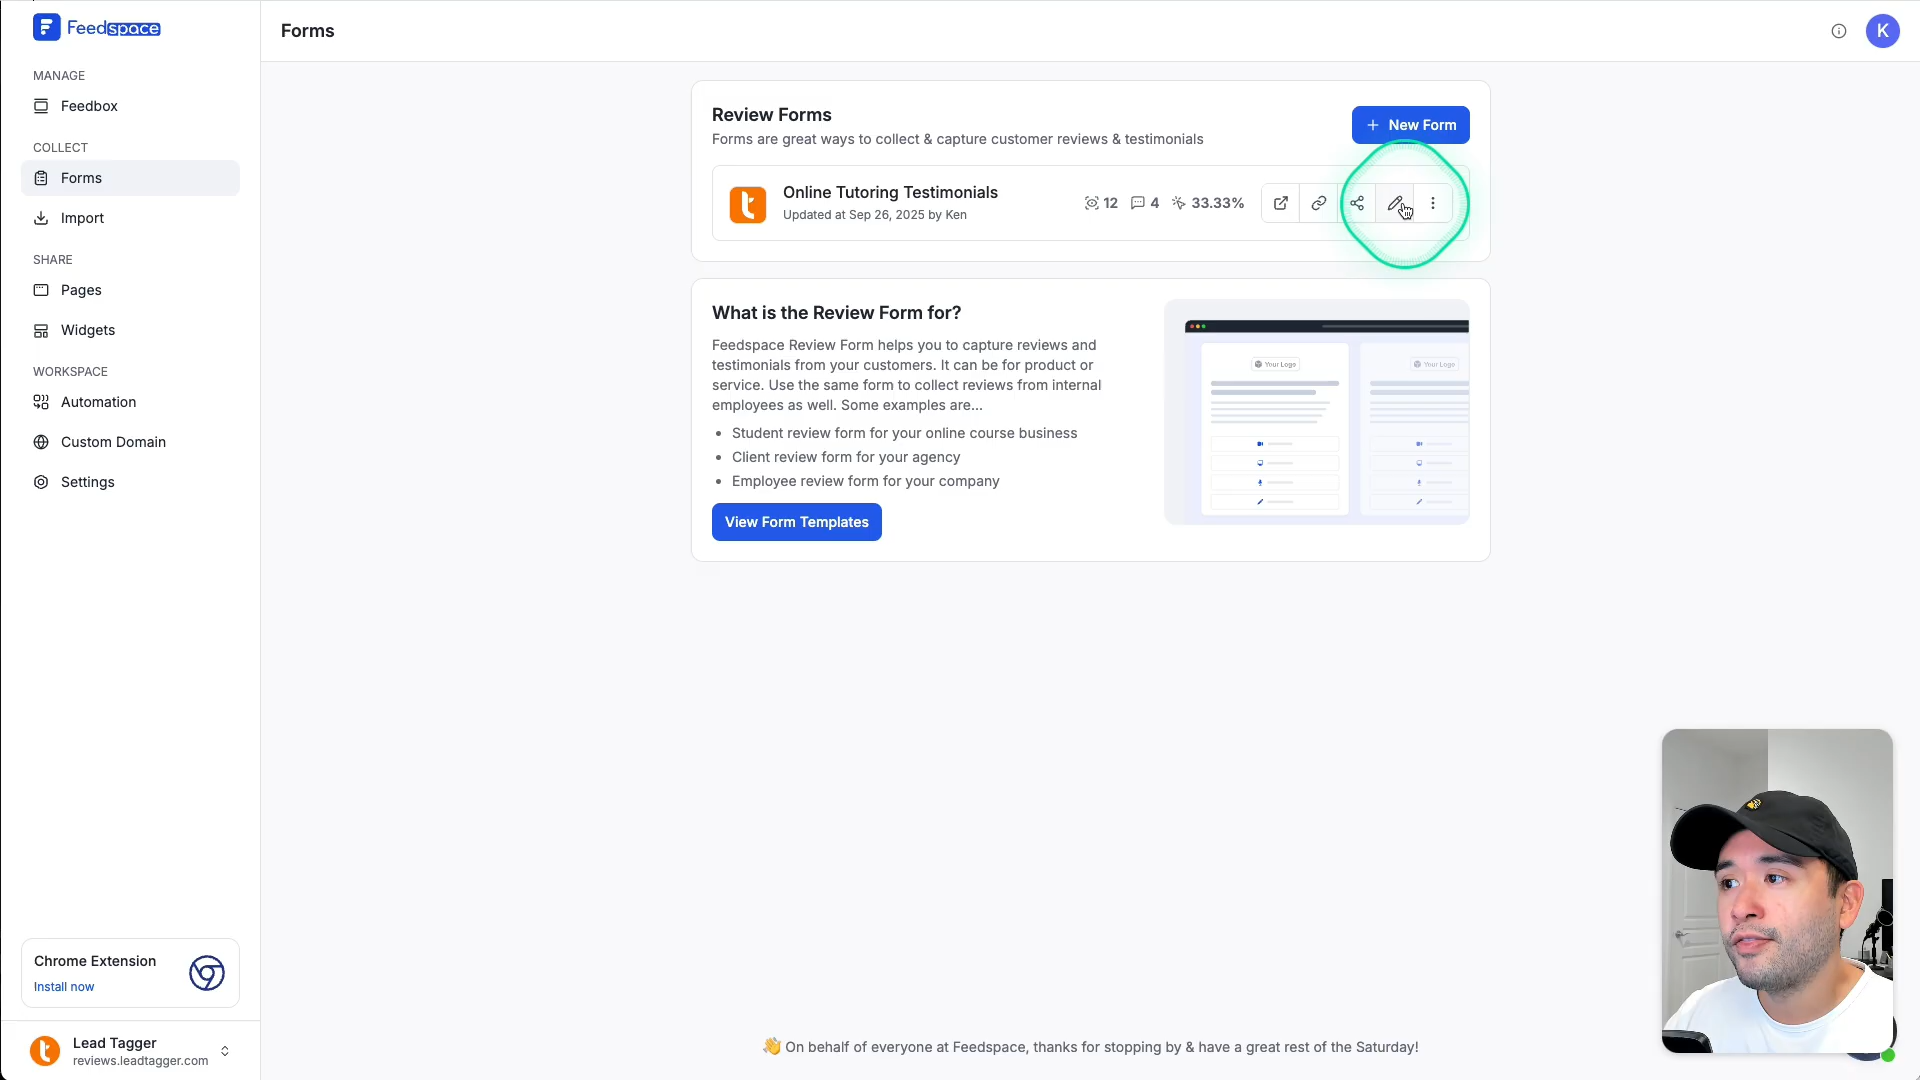 Feedspace
Forms
K
MANAGE
Feedbox
COLLECT
Forms
Import
SHARE
Pages
Widgets
WORKSPACE
Automation
Custom Domain
Settings
Review Forms
Forms are great ways to collect & capture customer reviews & testimonials
+ New Form
Online Tutoring Testimonials
Updated at Sep 26, 2025 by Ken
12 4 33.33%
What is the Review Form for?
Feedspace Review Form helps you to capture reviews and
testimonials from your customers. It can be for product or
service. Use the same form to collect reviews from internal
employees as well. Some examples are...
• Student review form for your online course business
• Client review form for your agency
• Employee review form for your company
View Form Templates
Your Logo
Your Logo
Chrome Extension
Install now
Lead Tagger
reviews.leadtagger.com
👋 On behalf of everyone at Feedspace, thanks for stopping by & have a great rest of the Saturday!